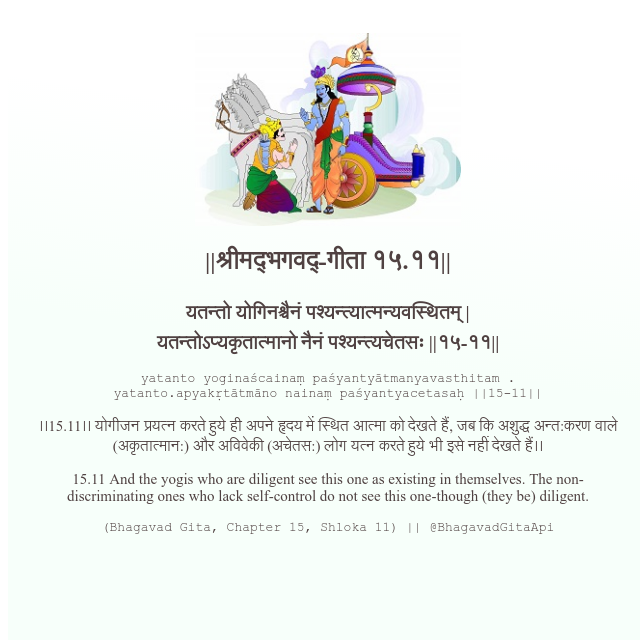 ||श्रीमद्‌भगवद्‌-गीता १५.११||
यतन्तो योगिनश्चैनं पश्यन्त्यात्मन्यवस्थितम् |
यतन्तोऽप्यकृतात्मानो नैनं पश्यन्त्यचेतसः ||१५-११||
yatanto yoginaścainaṃ paśyantyātmanyavasthitam .
yatanto.apyakṛtātmāno nainaṃ paśyantyacetasaḥ ||15-11||
।।15.11।। योगीजन प्रयत्न करते हुये ही अपने हृदय में स्थित आत्मा को देखते हैं, जब कि अशुद्ध अन्त:करण वाले
(अकृतात्मान:) और अविवेकी (अचेतस:) लोग यत्न करते हुये भी इसे नहीं देखते हैं।।
15.11 And the yogis who are diligent see this one as existing in themselves. The non-
discriminating ones who lack self-control do not see this one-though (they be) diligent.
(Bhagavad Gita, Chapter 15, Shloka 11) || @BhagavadGitaApi